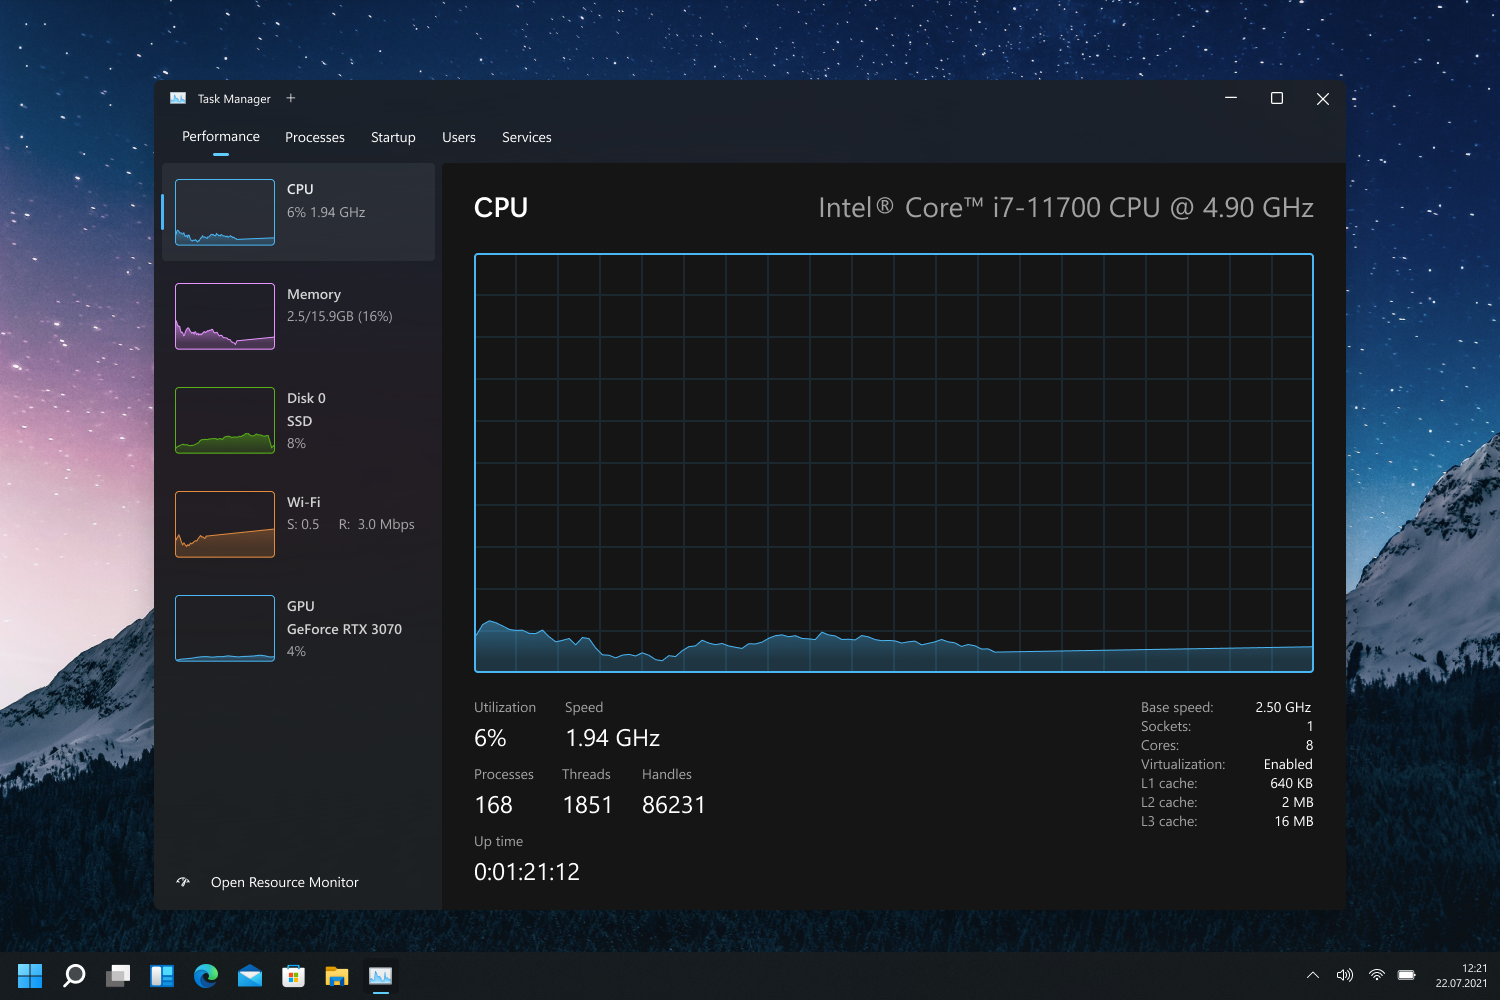 Task Manager +
Performance
Processes
Startup
Users
Services
CPU
6% 1.94 GHz
Memory
2.5/15.9GB (16%)
Disk 0
SSD
8%
Wi-Fi
S: 0.5 R: 3.0 Mbps
GPU
GeForce RTX 3070
4%
Open Resource Monitor
CPU
Intel® Core™ i7-11700 CPU @ 4.90 GHz
Utilization Speed
6% 1.94 GHz
Processes Threads Handles
168 1851 86231
Up time
0:01:21:12
Base speed: 2.50 GHz
Sockets: 1
Cores: 8
Virtualization: Enabled
L1 cache: 640 KB
L2 cache: 2 MB
L3 cache: 16 MB
12:21
22.07.2021